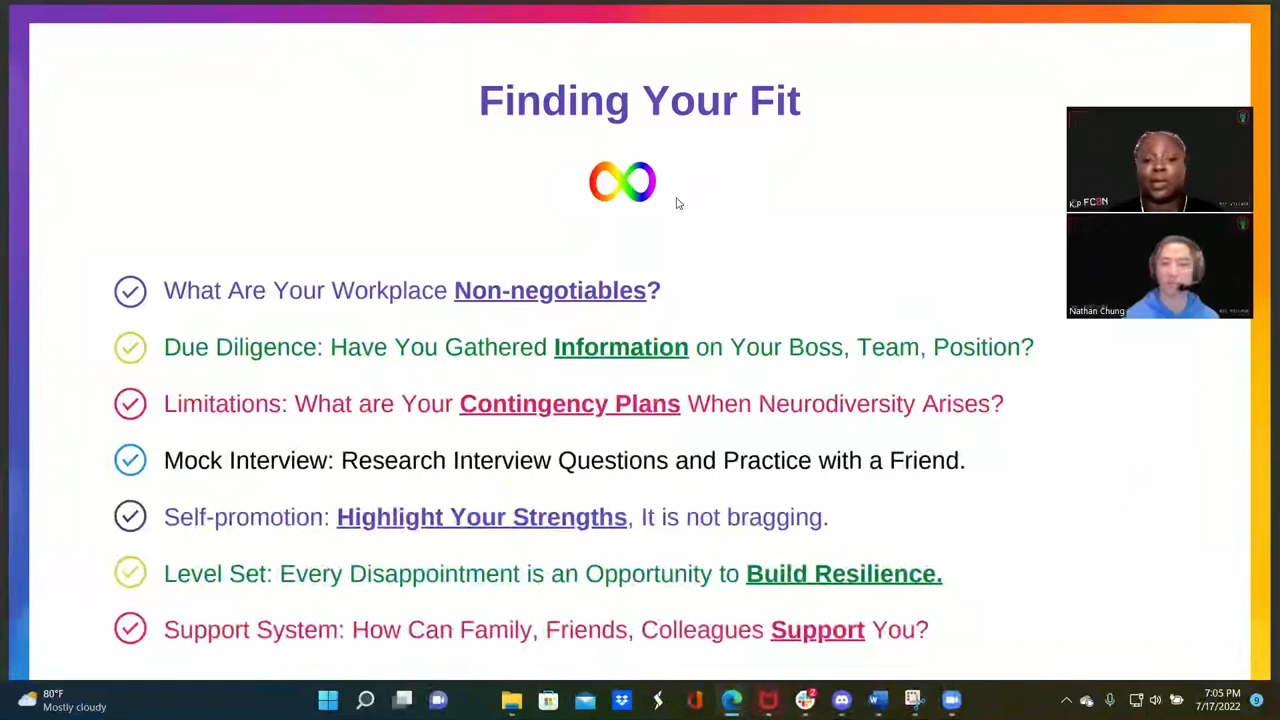 Finding Your Fit
What Are Your Workplace Non-negotiables?
Due Diligence: Have You Gathered Information on Your Boss, Team, Position?
Limitations: What are Your Contingency Plans When Neurodiversity Arises?
Mock Interview: Research Interview Questions and Practice with a Friend.
Self-promotion: Highlight Your Strengths, It is not bragging.
Level Set: Every Disappointment is an Opportunity to Build Resilience.
Support System: How Can Family, Friends, Colleagues Support You?
Nathan Chung
80°F
Mostly cloudy
2
7:05 PM
7/17/2022
9